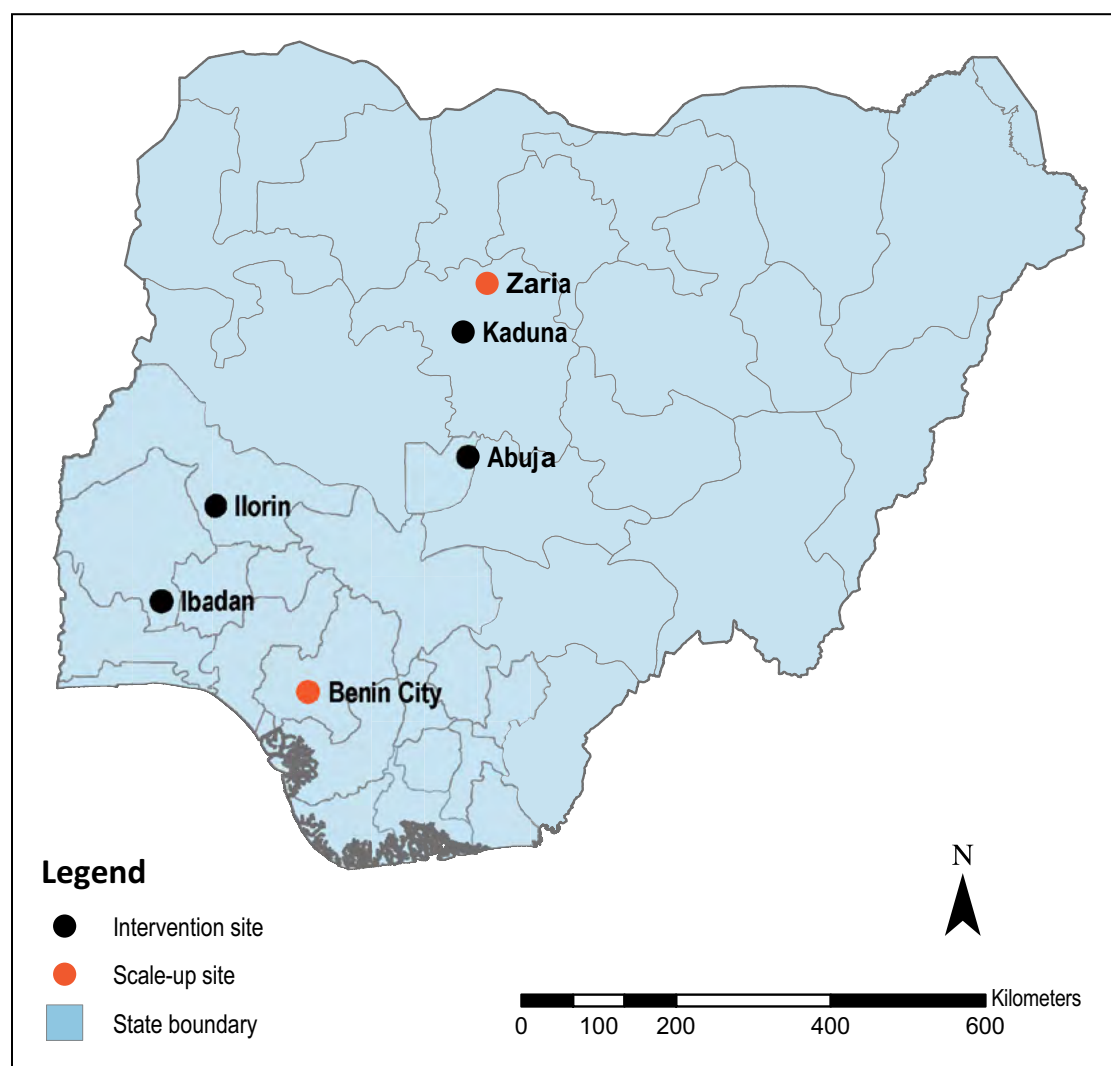 Zaria
Kaduna
Abuja
Ilorin
Ibadan
Benin City
Legend
Intervention site
Scale-up site
State boundary
N
Kilometers
0 100 200 400 600